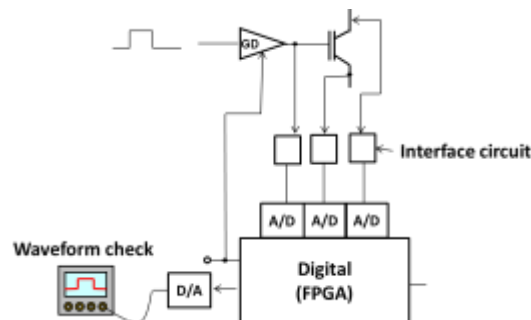 GD
Interface circuit
A/D A/D A/D
Waveform check
Digital
(FPGA)
D/A